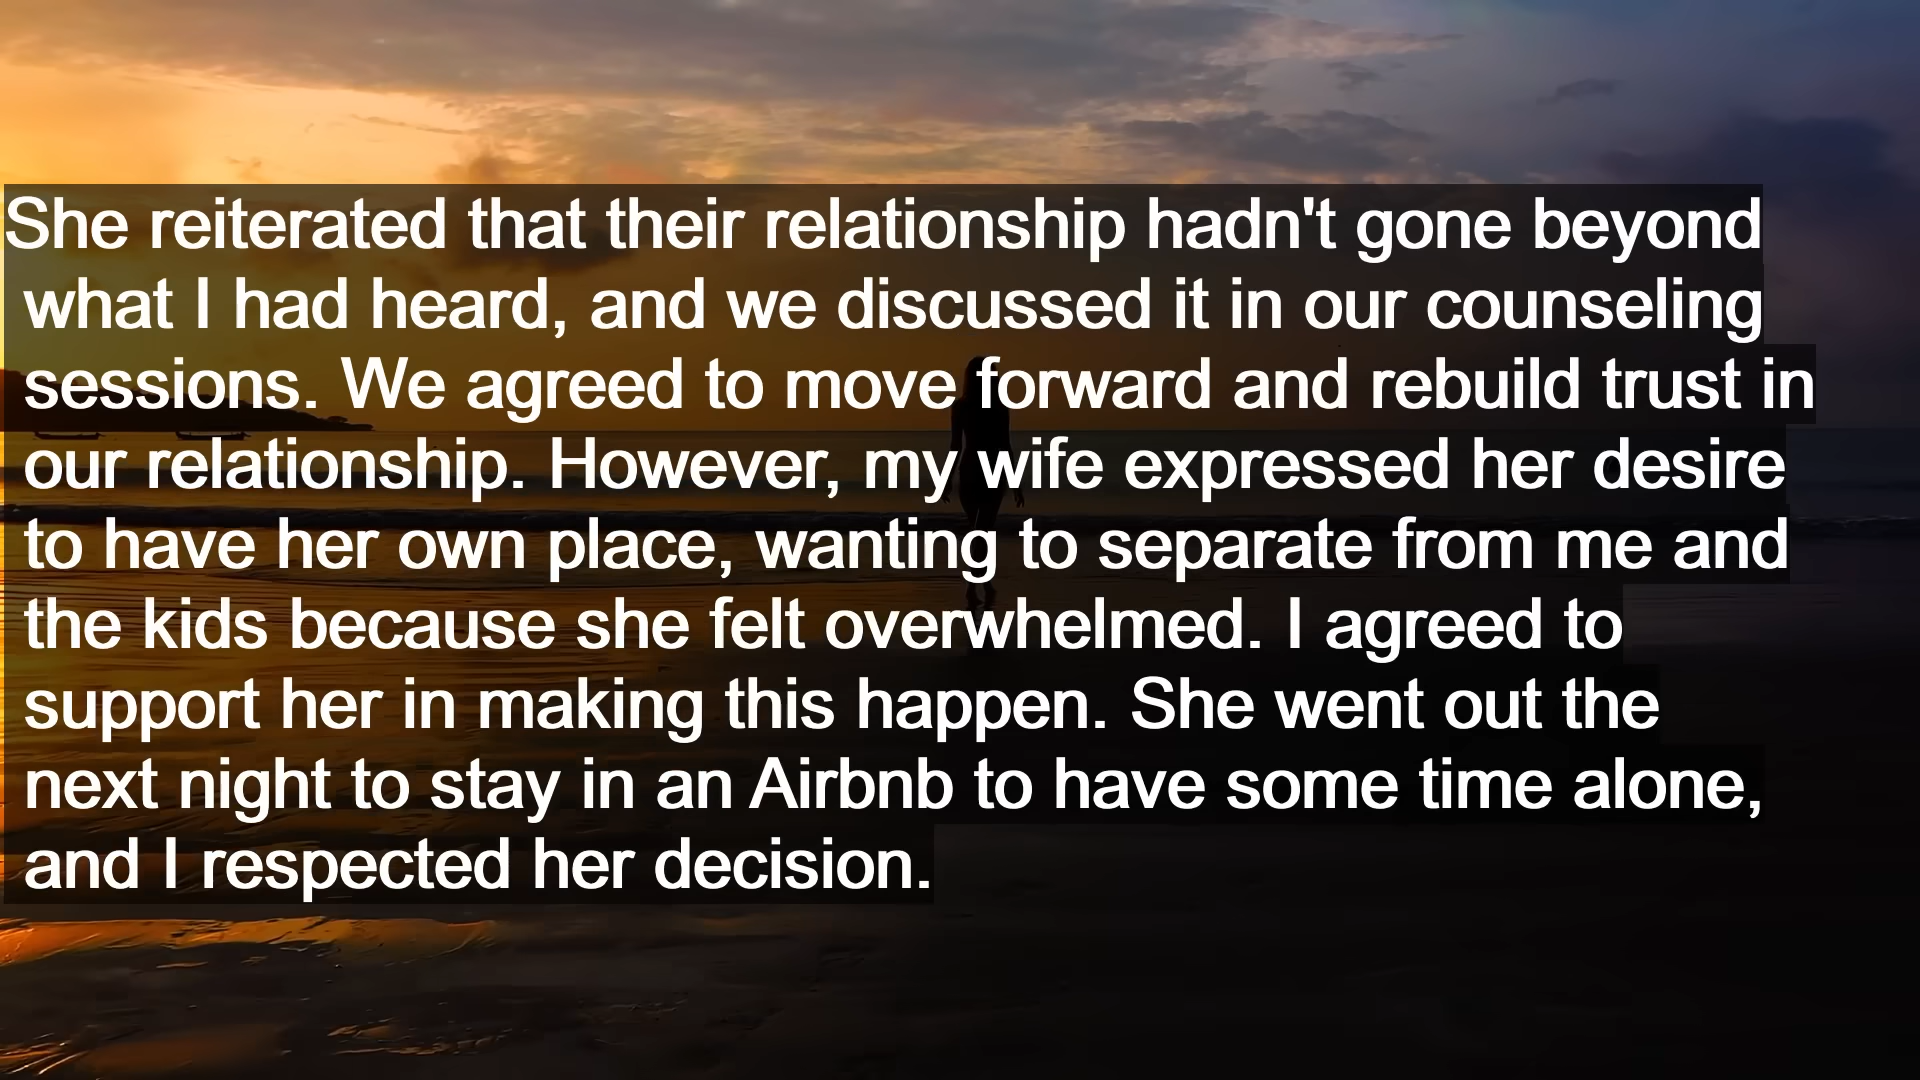 She reiterated that their relationship hadn't gone beyond
what I had heard, and we discussed it in our counseling
sessions. We agreed to move forward and rebuild trust in
our relationship. However, my wife expressed her desire
to have her own place, wanting to separate from me and
the kids because she felt overwhelmed. I agreed to
support her in making this happen. She went out the
next night to stay in an Airbnb to have some time alone,
and I respected her decision.